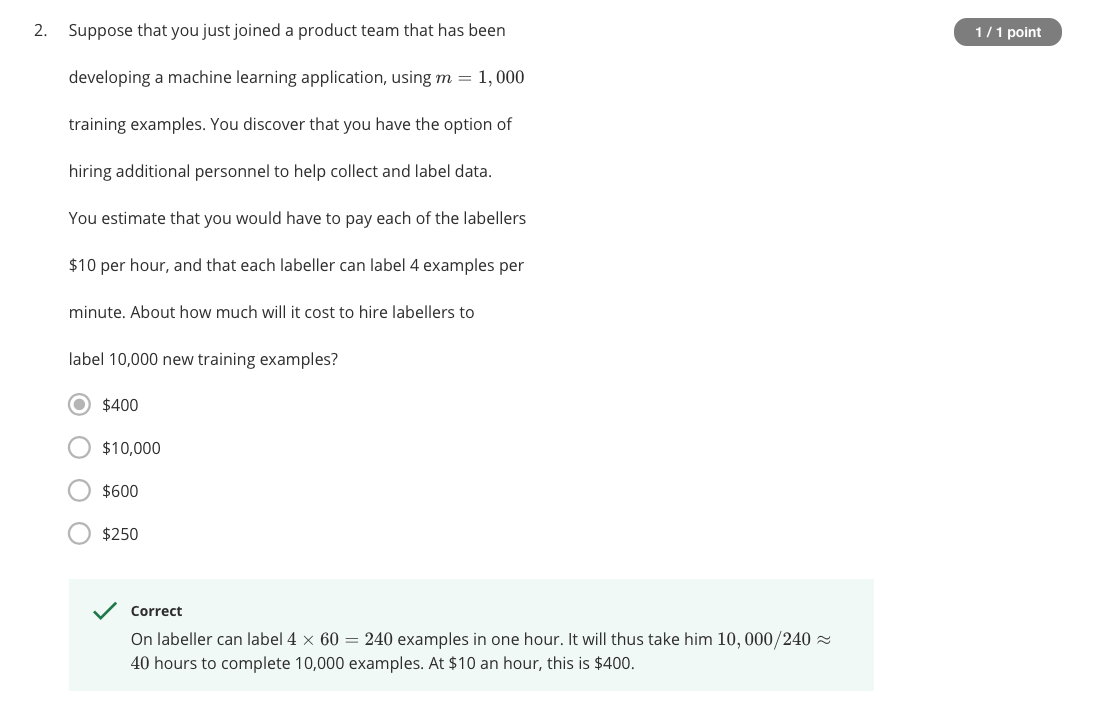 2. Suppose that you just joined a product team that has been
1 / 1 point
developing a machine learning application, using m = 1,000
training examples. You discover that you have the option of
hiring additional personnel to help collect and label data.
You estimate that you would have to pay each of the labellers
$10 per hour, and that each labeller can label 4 examples per
minute. About how much will it cost to hire labellers to
label 10,000 new training examples?
$400
$10,000
$600
$250
Correct
On labeller can label 4 × 60 = 240 examples in one hour. It will thus take him 10,000/240 ≈
40 hours to complete 10,000 examples. At $10 an hour, this is $400.